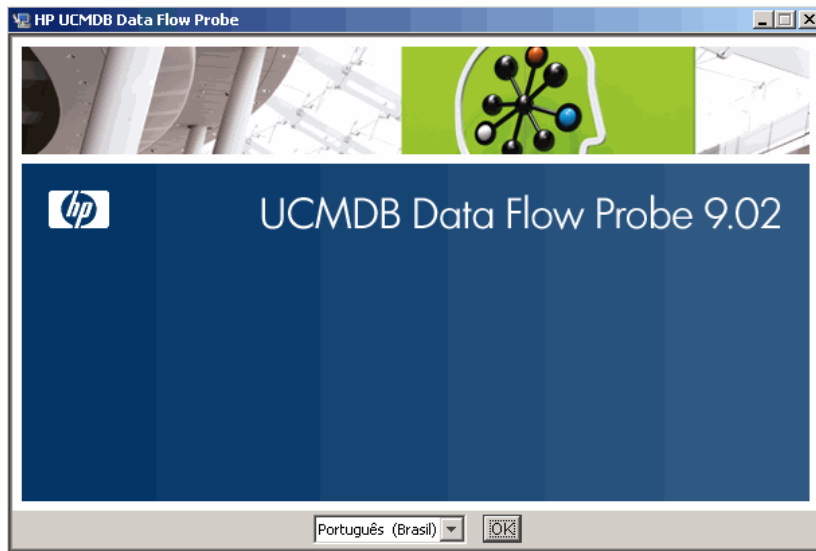 HP UCMDB Data Flow Probe
hp
UCMDB Data Flow Probe 9.02
Português (Brasil)
OK